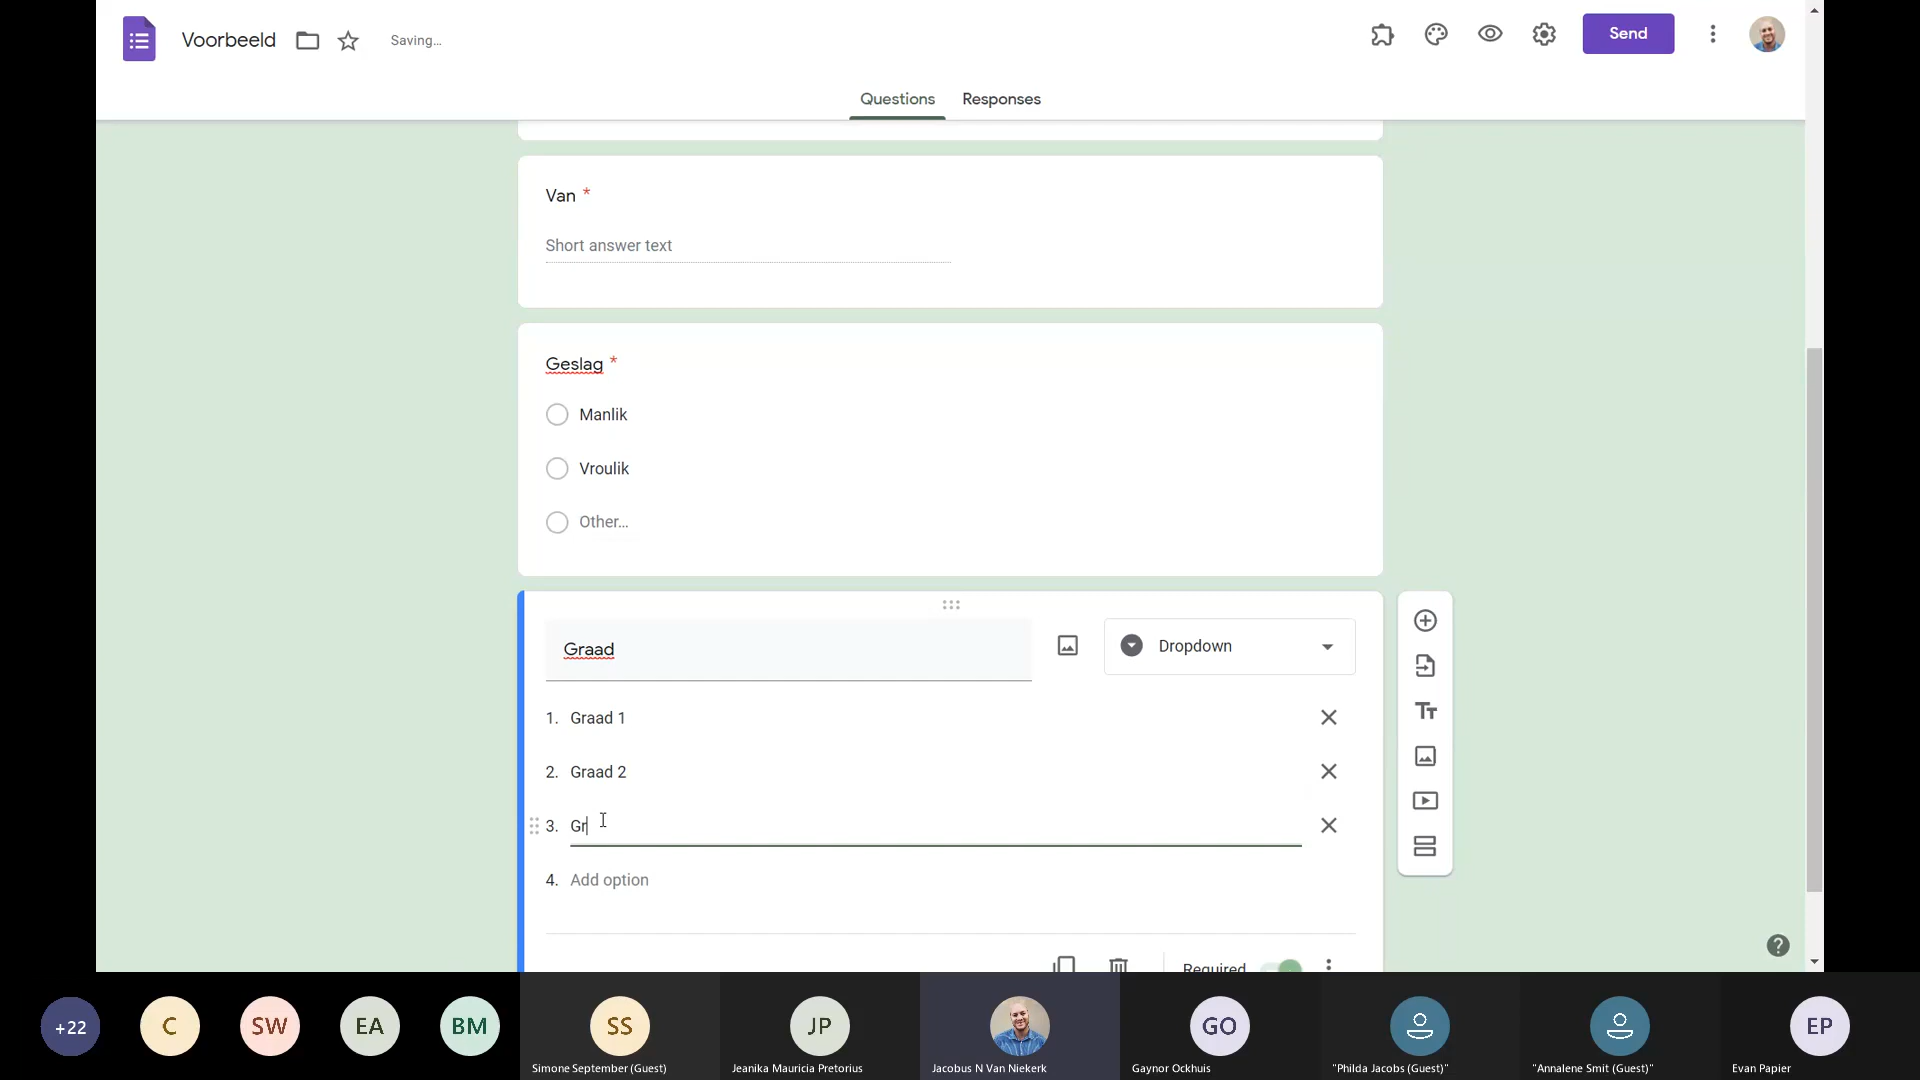 Voorbeeld
Saving...
Send
Questions
Responses
Van *
Short answer text
Geslag *
Manlik
Vroulik
Other...
Graad
Dropdown
1. Graad 1
2. Graad 2
3. Gr
4. Add option
Required
+22
C
SW
EA
BM
SS
JP
GO
EP
Simone September (Guest)
Jeanika Mauricia Pretorius
Jacobus N Van Niekerk
Gaynor Ockhuis
"Philda Jacobs (Guest)"
"Annalene Smit (Guest)"
Evan Papier